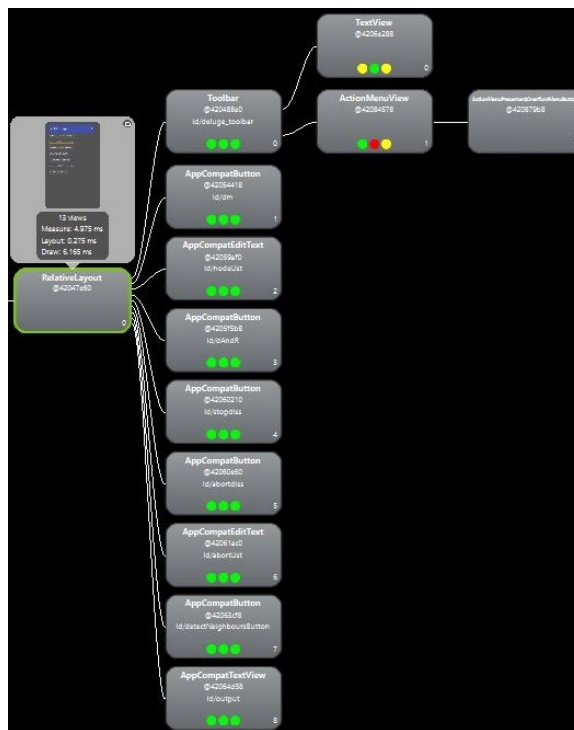 TextView
@4206e288
0
Toolbar
@420488e0
id/deluge_toolbar
0
ActionMenuView
@42084578
1
ActionMenuPresenter$OverflowMenuButton
@420879b8
13 views
Measure: 4.975 ms
Layout: 0.275 ms
Draw: 6.165 ms
RelativeLayout
@42047e60
0
AppCompatButton
@42054418
id/dm
1
AppCompatEditText
@42059ef0
id/nodeList
2
AppCompatButton
@4205f5b8
id/dAndR
3
AppCompatButton
@42060210
id/stopdiss
4
AppCompatButton
@42060e60
id/abortdiss
5
AppCompatEditText
@42061ac0
id/abortList
6
AppCompatButton
@42063cf8
id/detectNeighboursButton
7
AppCompatTextView
@42064d58
id/output
8